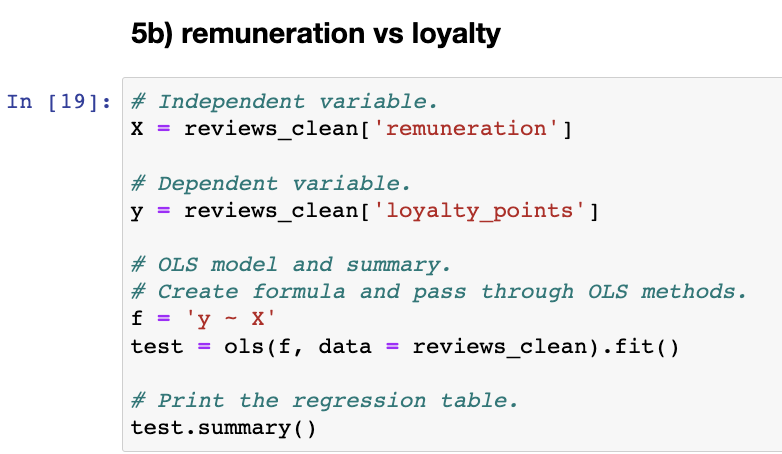 5b) remuneration vs loyalty
In [19]:
# Independent variable.
X = reviews_clean['remuneration']
# Dependent variable.
y = reviews_clean['loyalty_points']
# OLS model and summary.
# Create formula and pass through OLS methods.
f = 'y ~ X'
test = ols(f, data = reviews_clean).fit()
# Print the regression table.
test.summary()